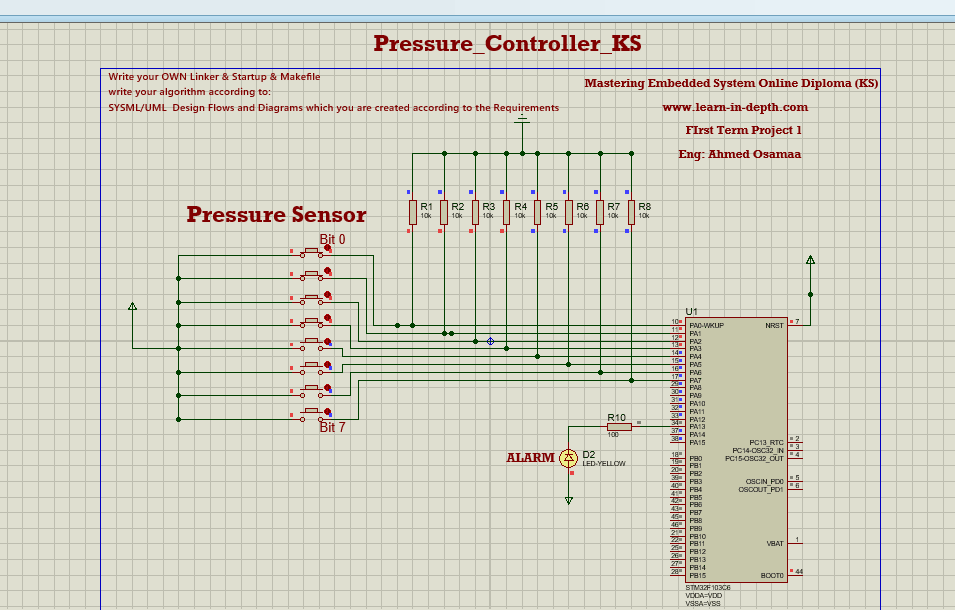 Pressure_Controller_KS
Write your OWN Linker & Startup & Makefile
write your algorithm according to:
SYSML/UML Design Flows and Diagrams which you are created according to the Requirements
Mastering Embedded System Online Diploma (KS)
www.learn-in-depth.com
FIrst Term Project 1
Eng: Ahmed Osamaa
R1
10k
R2
10k
R3
10k
R4
10k
R5
10k
R6
10k
R7
10k
R8
10k
Pressure Sensor
Bit 0
Bit 7
U1
10 PA0-WKUP NRST 7
11 PA1
12 PA2
13 PA3
14 PA4
15 PA5
16 PA6
17 PA7
29 PA8
30 PA9
31 PA10
32 PA11
33 PA12
34 PA13
37 PA14
38 PA15
PC13_RTC 2
PC14-OSC32_IN 3
PC15-OSC32_OUT 4
18 PB0
19 PB1
20 PB2
39 PB3
40 PB4
41 PB5
42 PB6
43 PB7
45 PB8
46 PB9
21 PB10
22 PB11
25 PB12
26 PB13
27 PB14
28 PB15
OSCIN_PD0 5
OSCOUT_PD1 6
VBAT 1
BOOT0 44
R10
100
ALARM
D2
LED-YELLOW
STM32F103C6
VDDA=VDD
VSSA=VSS